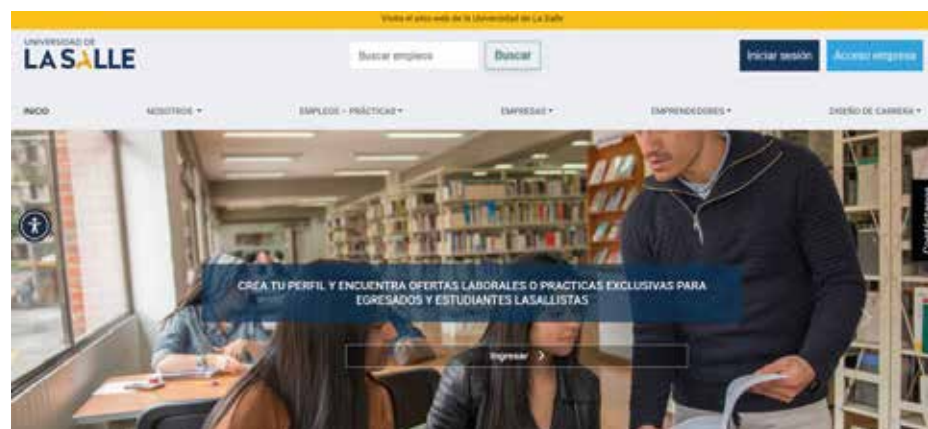 Visita el sitio web de la Universidad de La Salle
UNIVERSIDAD DE
LA SALLE
Buscar empleos
Buscar
Iniciar sesión
Acceso empresa
INICIO
NOSOTROS
EMPLEOS – PRÁCTICAS
EMPRESAS
EMPRENDEDORES
DISEÑO DE CARRERA
CREA TU PERFIL Y ENCUENTRA OFERTAS LABORALES O PRACTICAS EXCLUSIVAS PARA
EGRESADOS Y ESTUDIANTES LASALLISTAS
Ingresar